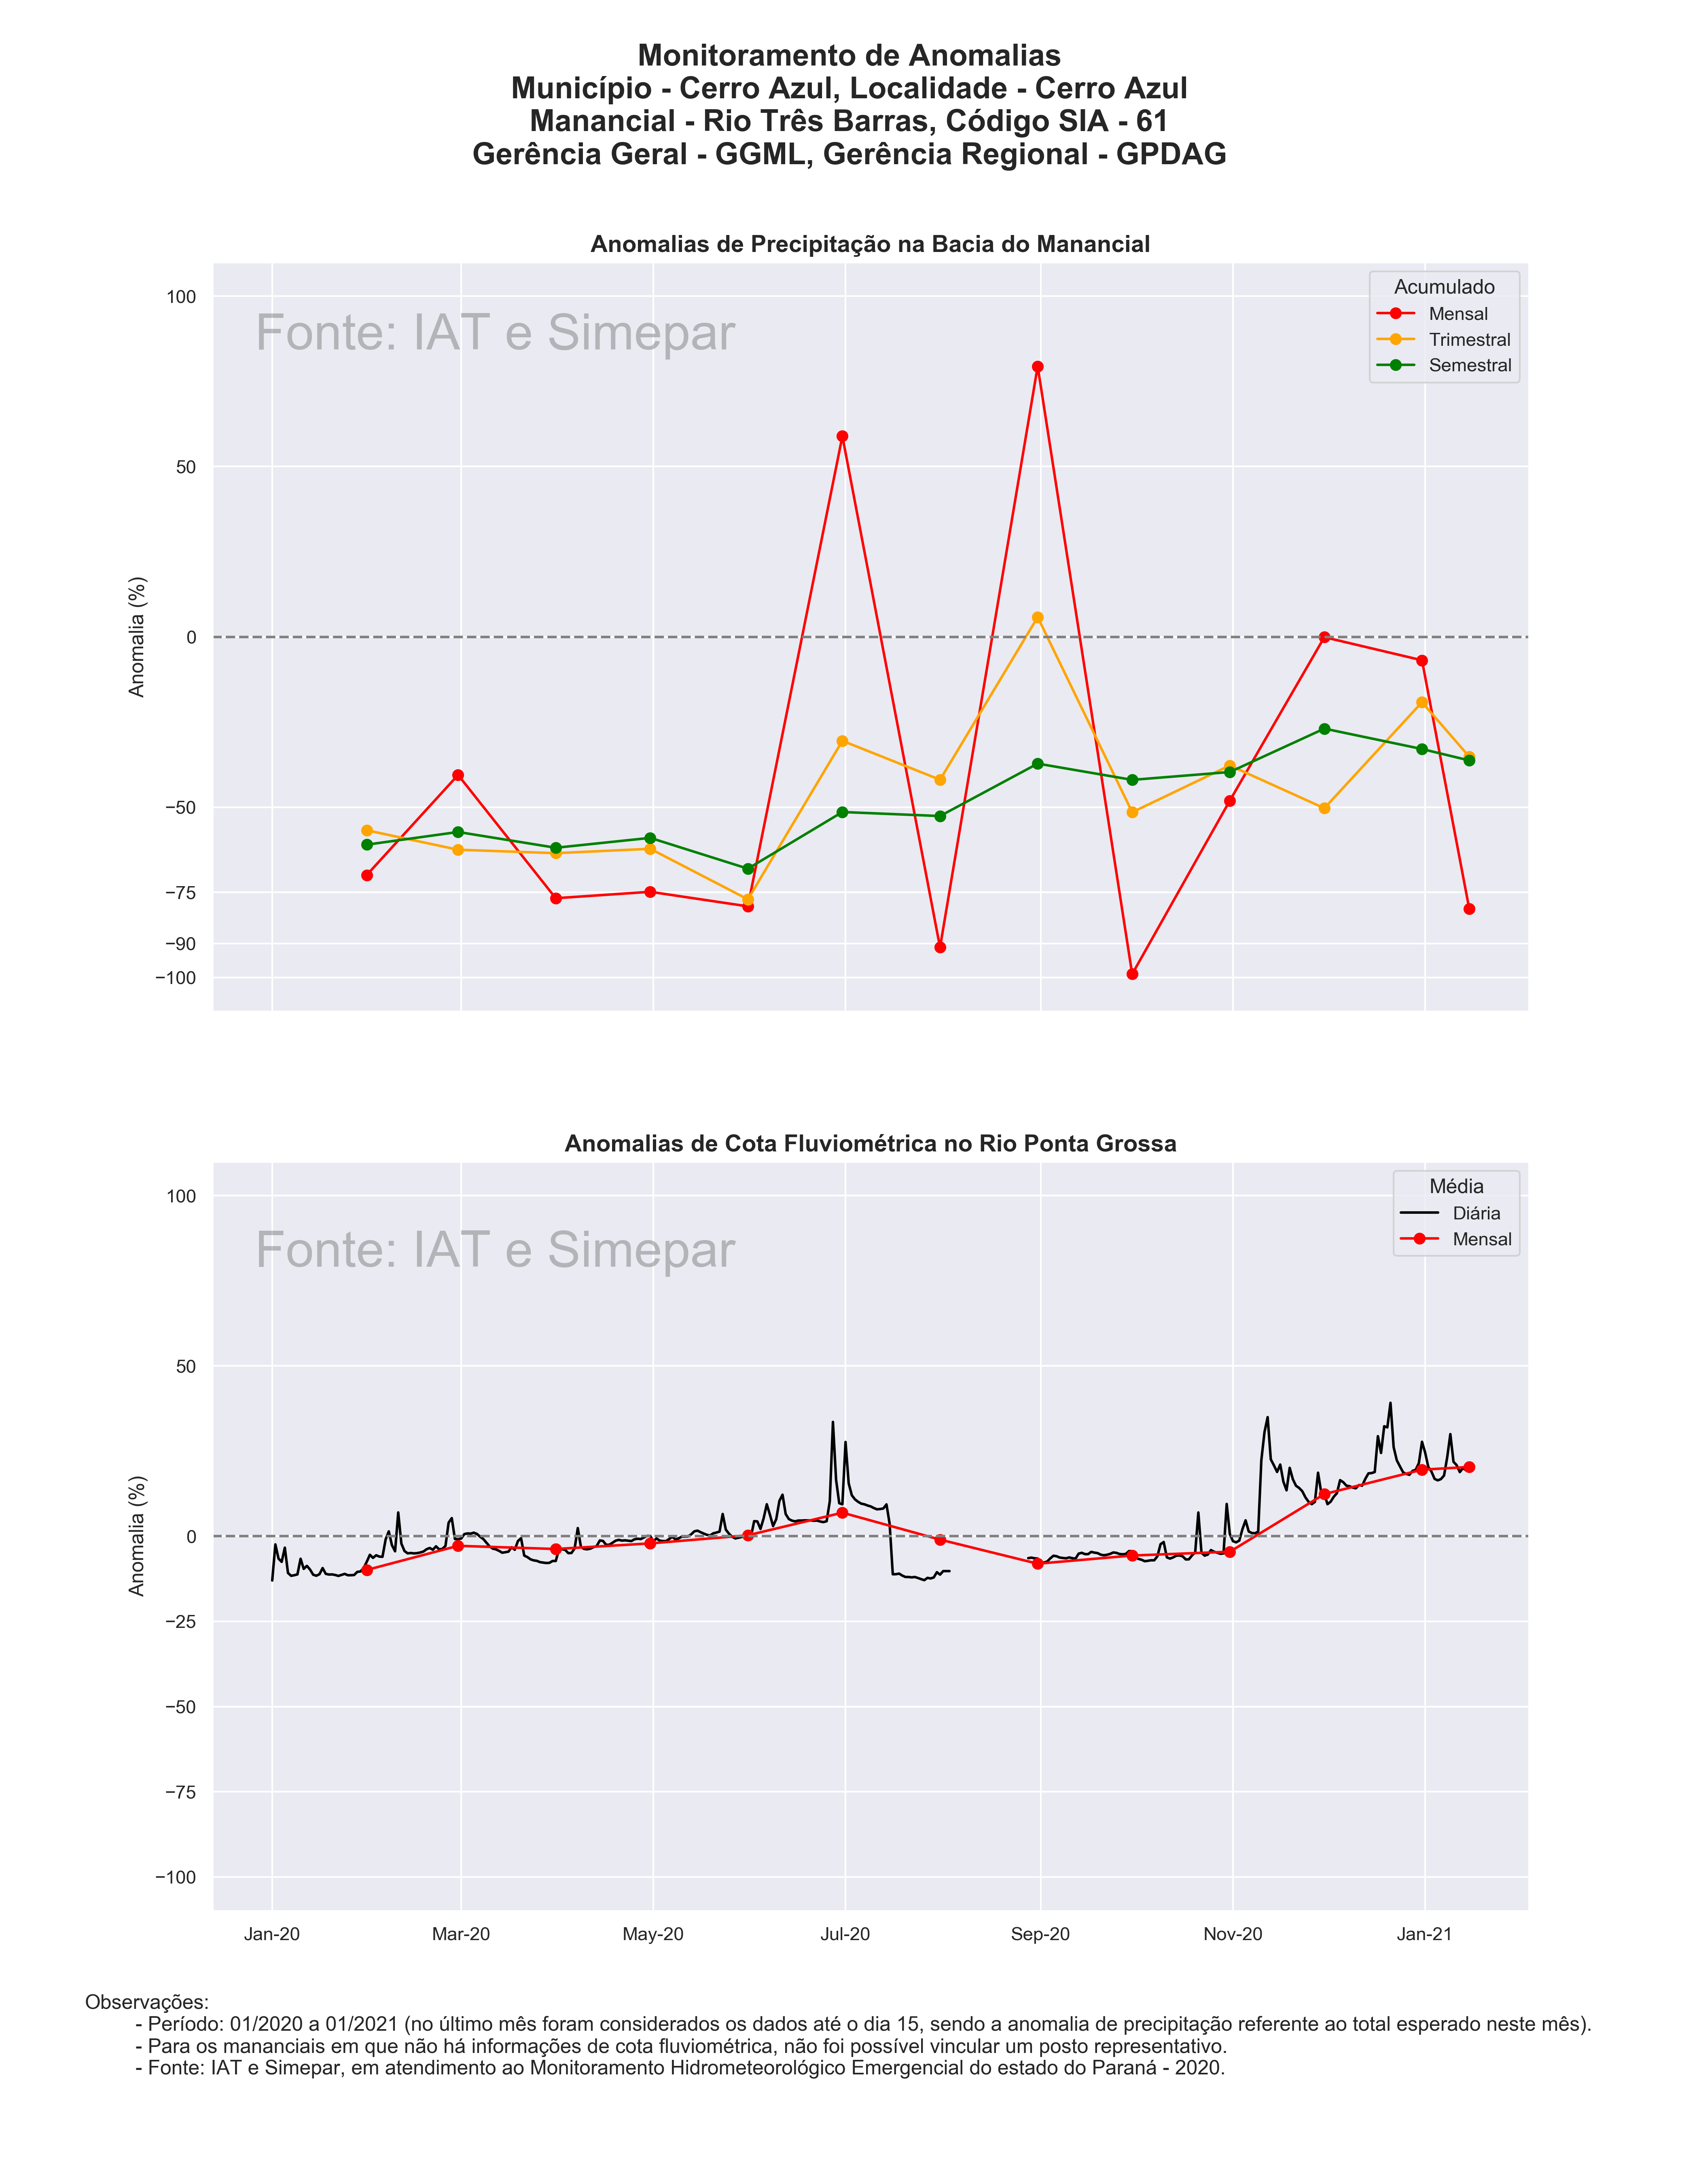 Monitoramento de Anomalias
Município - Cerro Azul, Localidade - Cerro Azul
Manancial - Rio Três Barras, Código SIA - 61
Gerência Geral - GGML, Gerência Regional - GPDAG
Anomalias de Precipitação na Bacia do Manancial
Fonte: IAT e Simepar
Acumulado
Mensal
Trimestral
Semestral
Anomalia (%)
100
50
0
−50
−75
−90
−100
Anomalias de Cota Fluviométrica no Rio Ponta Grossa
Fonte: IAT e Simepar
Média
Diária
Mensal
Anomalia (%)
100
50
0
−25
−50
−75
−100
Jan-20 Mar-20 May-20 Jul-20 Sep-20 Nov-20 Jan-21
Observações:
- Período: 01/2020 a 01/2021 (no último mês foram considerados os dados até o dia 15, sendo a anomalia de precipitação referente ao total esperado neste mês).
- Para os mananciais em que não há informações de cota fluviométrica, não foi possível vincular um posto representativo.
- Fonte: IAT e Simepar, em atendimento ao Monitoramento Hidrometeorológico Emergencial do estado do Paraná - 2020.